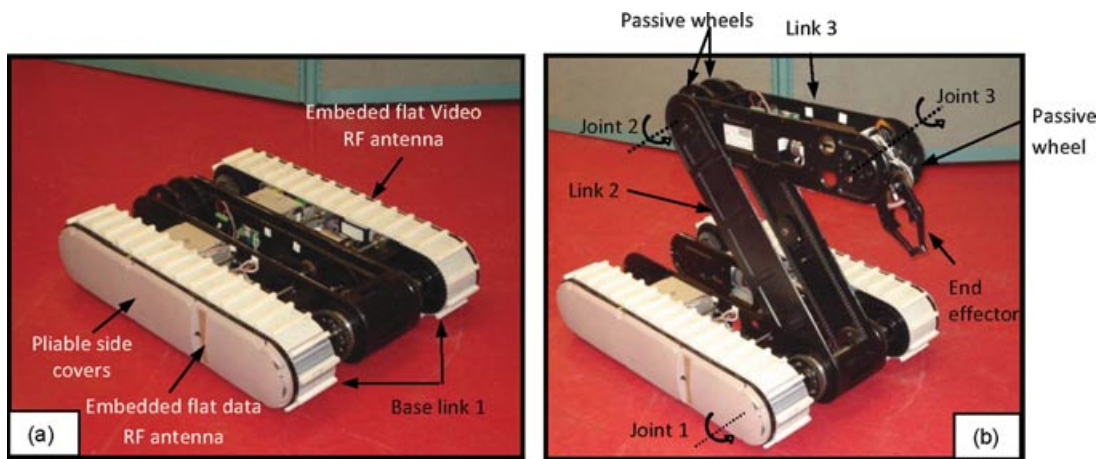 Embeded flat Video
RF antenna
Pliable side
covers
Embedded flat data
RF antenna
Base link 1
(a)
Passive wheels
Link 3
Joint 3
Joint 2
Passive
wheel
Link 2
End
effector
Joint 1
(b)